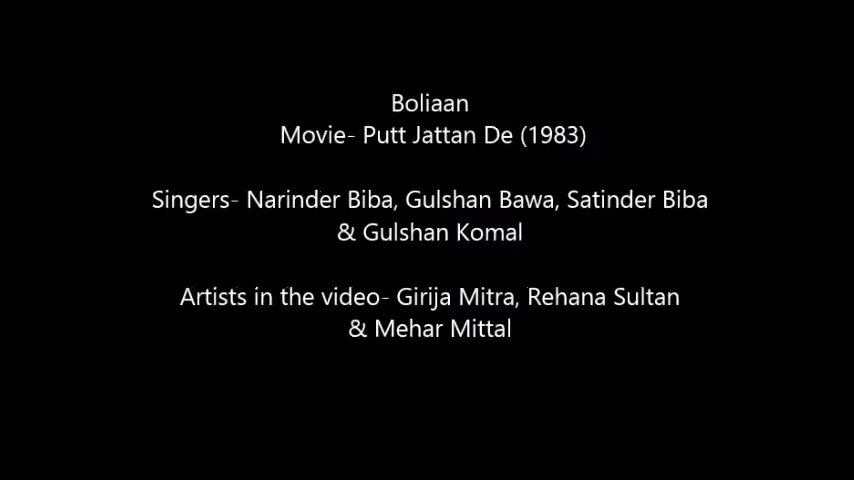 Boliaan
Movie- Putt Jattan De (1983)
Singers- Narinder Biba, Gulshan Bawa, Satinder Biba
& Gulshan Komal
Artists in the video- Girija Mitra, Rehana Sultan
& Mehar Mittal